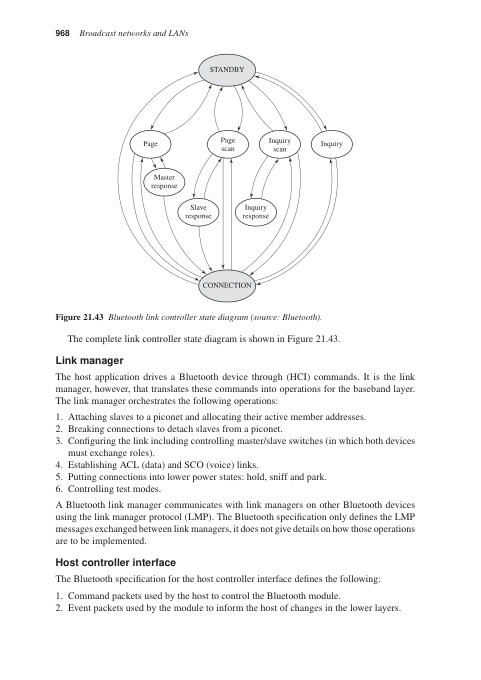 968 Broadcast networks and LANs
STANDBY
Page
Page
scan
Inquiry
scan
Inquiry
Master
response
Slave
response
Inquiry
response
CONNECTION
Figure 21.43 Bluetooth link controller state diagram (source: Bluetooth).
The complete link controller state diagram is shown in Figure 21.43.
Link manager
The host application drives a Bluetooth device through (HCI) commands. It is the link
manager, however, that translates these commands into operations for the baseband layer.
The link manager orchestrates the following operations:
1. Attaching slaves to a piconet and allocating their active member addresses.
2. Breaking connections to detach slaves from a piconet.
3. Configuring the link including controlling master/slave switches (in which both devices
must exchange roles).
4. Establishing ACL (data) and SCO (voice) links.
5. Putting connections into lower power states: hold, sniff and park.
6. Controlling test modes.
A Bluetooth link manager communicates with link managers on other Bluetooth devices
using the link manager protocol (LMP). The Bluetooth specification only defines the LMP
messages exchanged between link managers, it does not give details on how those operations
are to be implemented.
Host controller interface
The Bluetooth specification for the host controller interface defines the following:
1. Command packets used by the host to control the Bluetooth module.
2. Event packets used by the module to inform the host of changes in the lower layers.